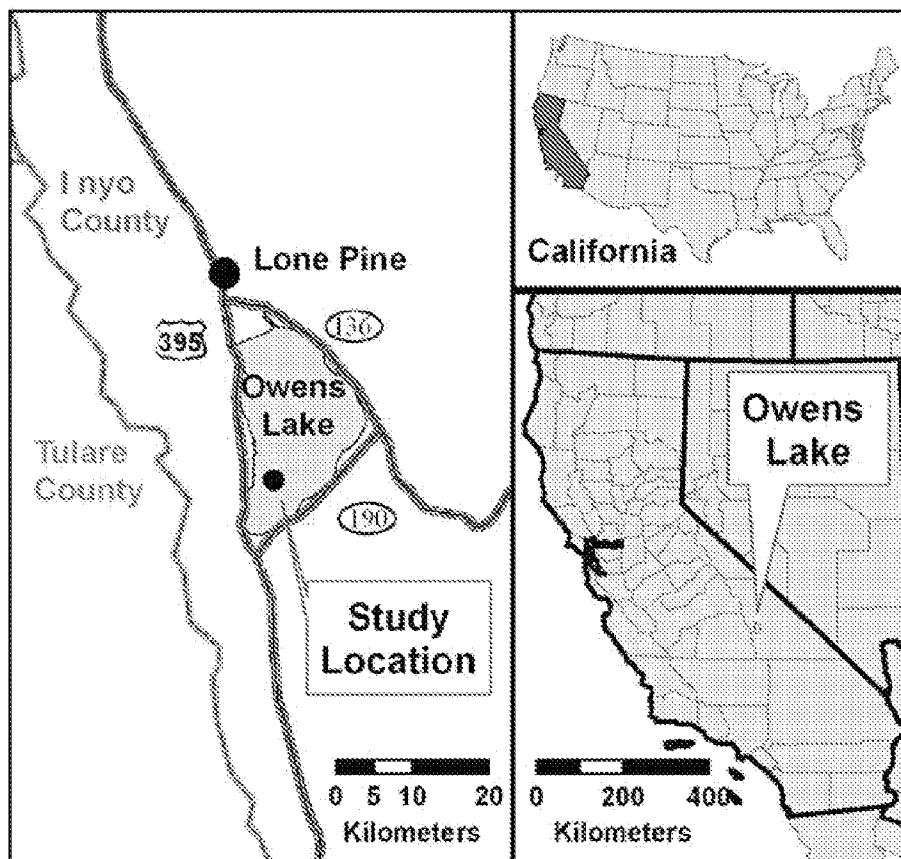 I nyo
County
Lone Pine
395
136
Owens
Lake
Tulare
County
190
Study
Location
0 5 10 20
Kilometers
California
Owens
Lake
0 200 400
Kilometers